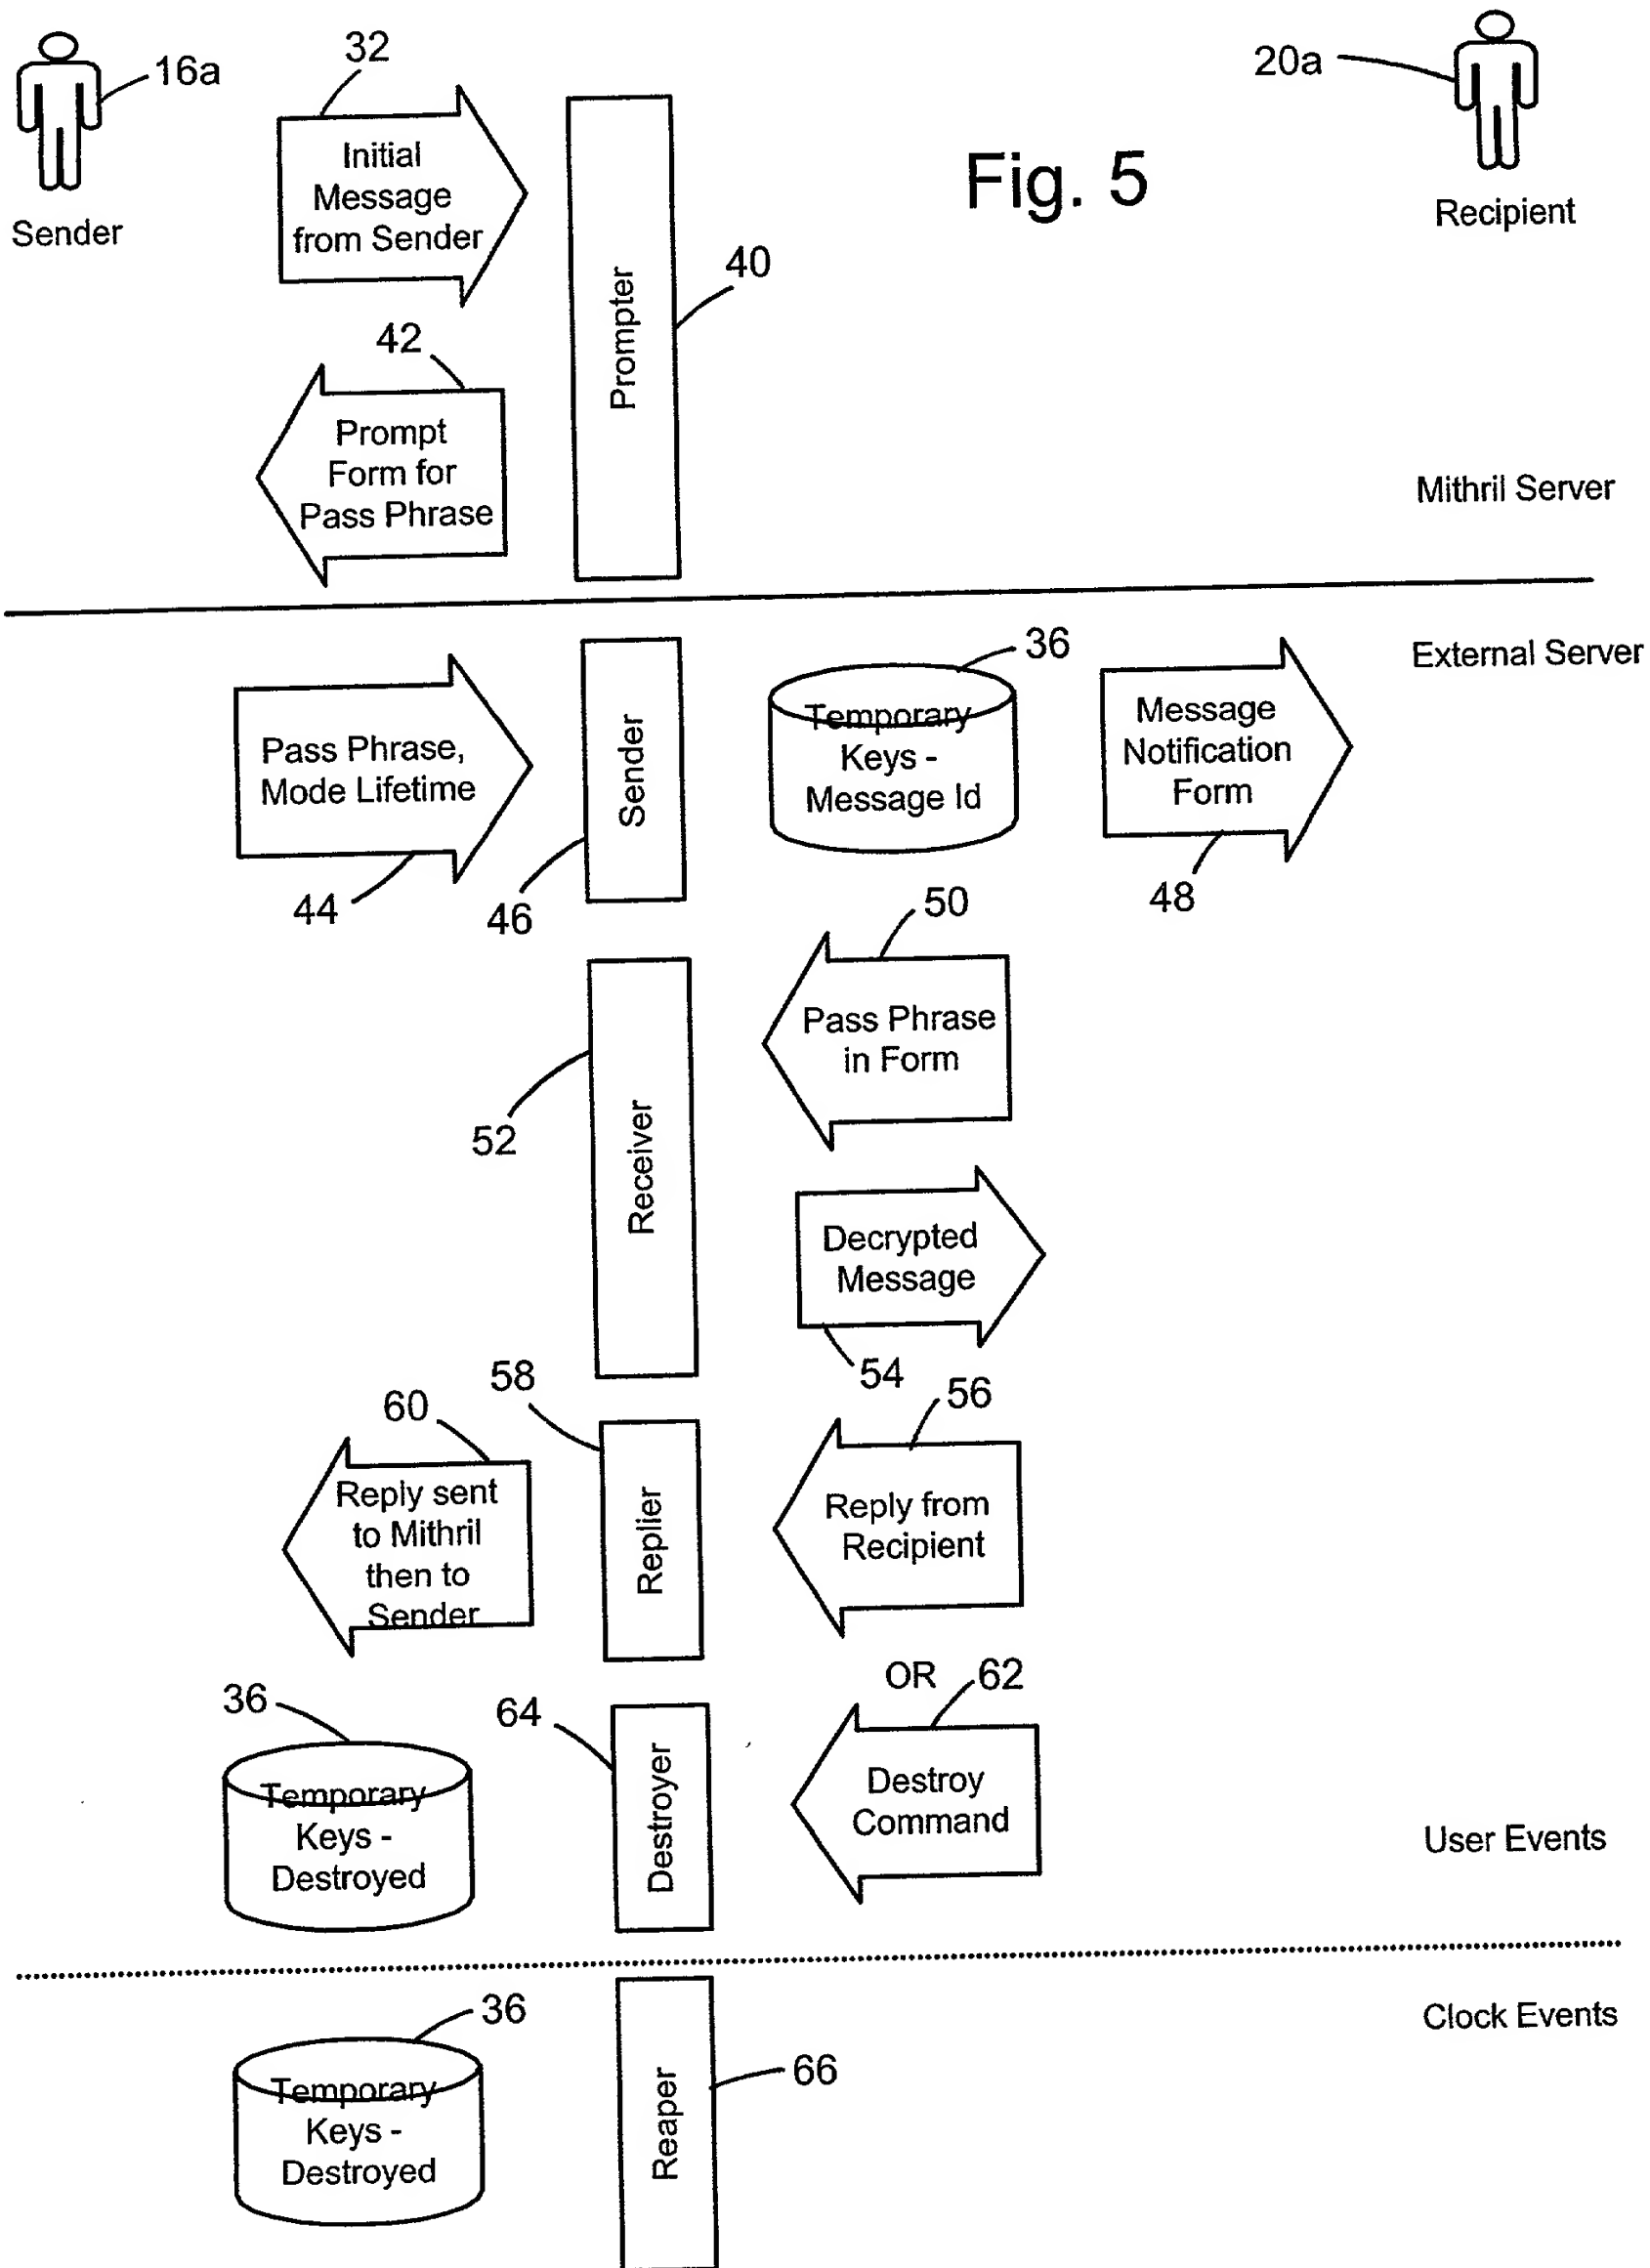 16a
32
20a
Sender
Initial
Message
from Sender
Fig. 5
Recipient
40
Prompter
42
Prompt
Form for
Pass Phrase
Mithril Server
External Server
36
Pass Phrase,
Mode Lifetime
Sender
Temporary
Keys -
Message Id
Message
Notification
Form
44
46
48
50
Pass Phrase
in Form
52
Receiver
Decrypted
Message
54
58
60
56
Reply sent
to Mithril
then to
Sender
Replier
Reply from
Recipient
OR
62
36
64
Temporary
Keys -
Destroyed
Destroyer
Destroy
Command
User Events
Clock Events
36
66
Temporary
Keys -
Destroyed
Reaper